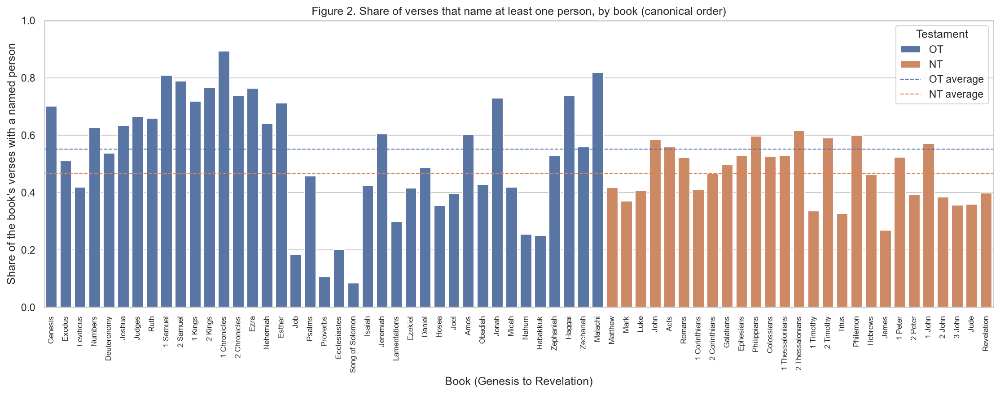 Figure 2. Share of verses that name at least one person, by book (canonical order)
Share of the book's verses with a named person
1.0
0.8
0.6
0.4
0.2
0.0
Testament
OT
NT
OT average
NT average
Genesis
Exodus
Leviticus
Numbers
Deuteronomy
Joshua
Judges
Ruth
1 Samuel
2 Samuel
1 Kings
2 Kings
1 Chronicles
2 Chronicles
Ezra
Nehemiah
Esther
Job
Psalms
Proverbs
Ecclesiastes
Song of Solomon
Isaiah
Jeremiah
Lamentations
Ezekiel
Daniel
Hosea
Joel
Amos
Obadiah
Jonah
Micah
Nahum
Habakkuk
Zephaniah
Haggai
Zechariah
Malachi
Matthew
Mark
Luke
John
Acts
Romans
1 Corinthians
2 Corinthians
Galatians
Ephesians
Philippians
Colossians
1 Thessalonians
2 Thessalonians
1 Timothy
2 Timothy
Titus
Philemon
Hebrews
James
1 Peter
2 Peter
1 John
2 John
3 John
Jude
Revelation
Book (Genesis to Revelation)